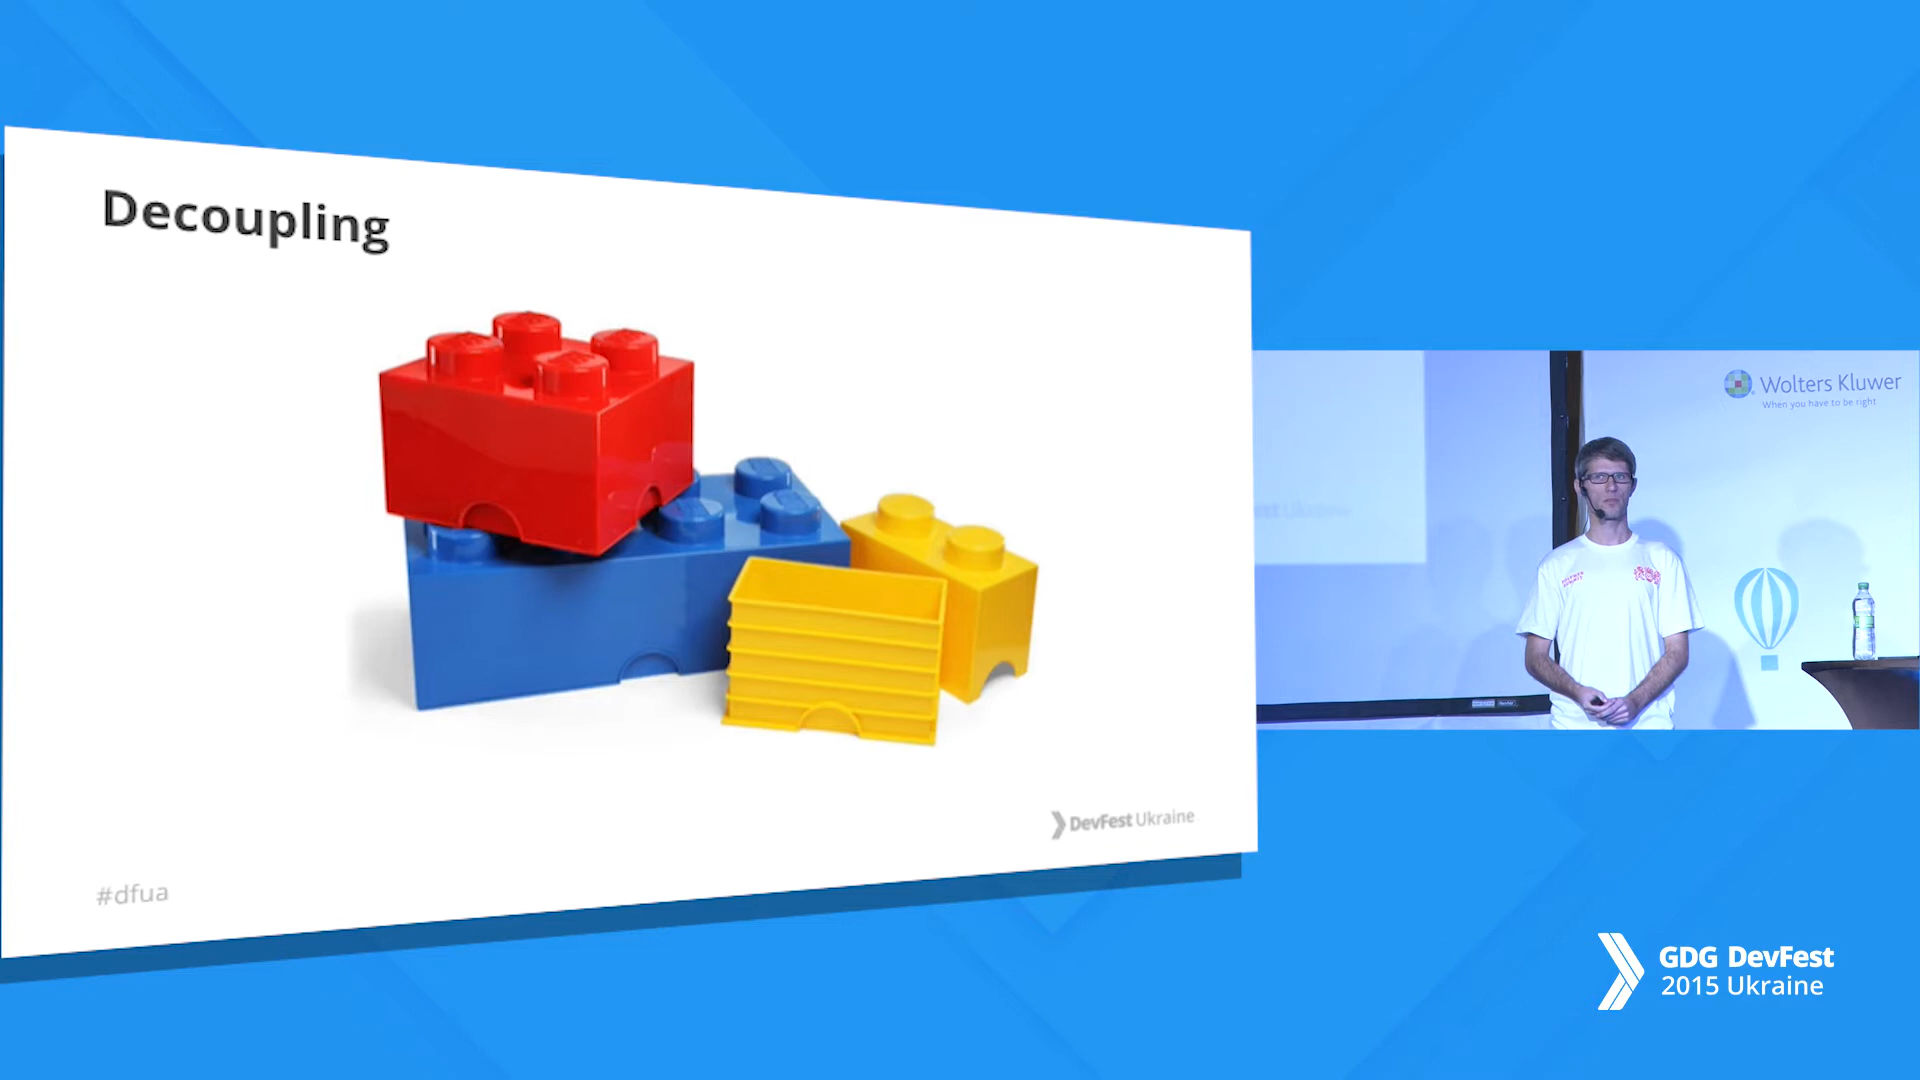 Decoupling
DevFest Ukraine
#dfua
Wolters Kluwer
When you have to be right
GDG DevFest
2015 Ukraine